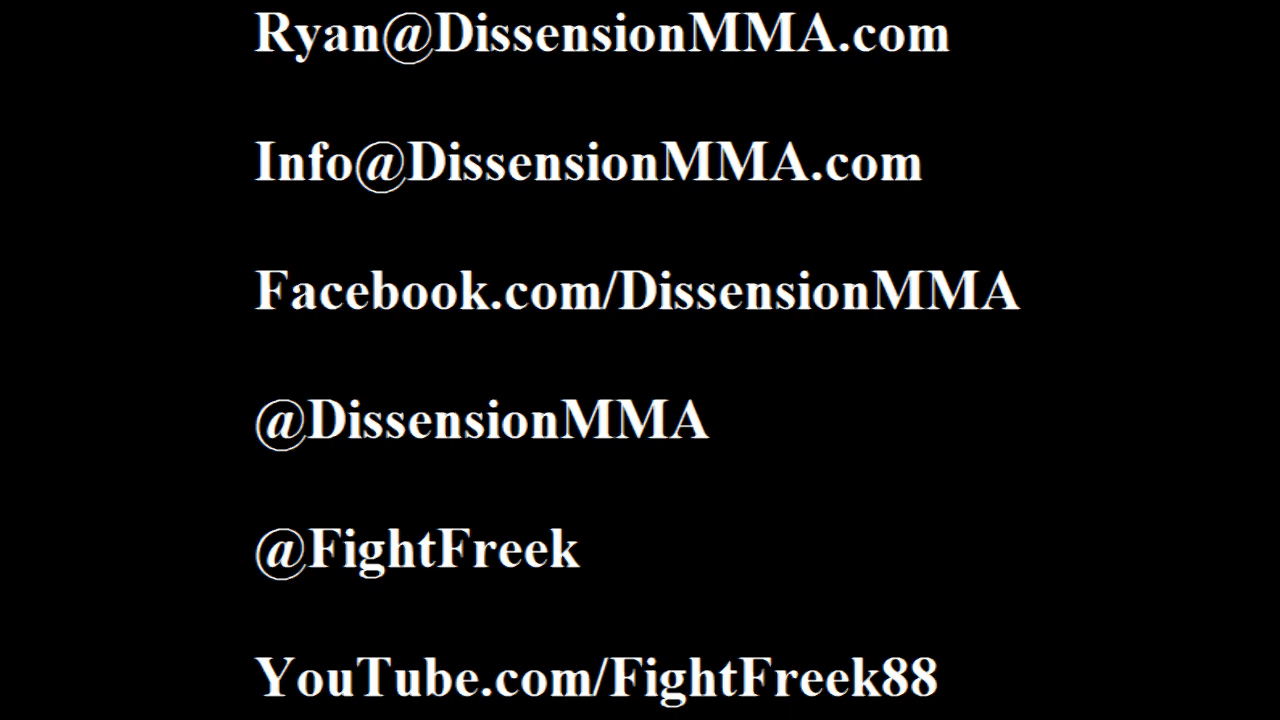 Ryan@DissensionMMA.com
Info@DissensionMMA.com
Facebook.com/DissensionMMA
@DissensionMMA
@FightFreek
YouTube.com/FightFreek88